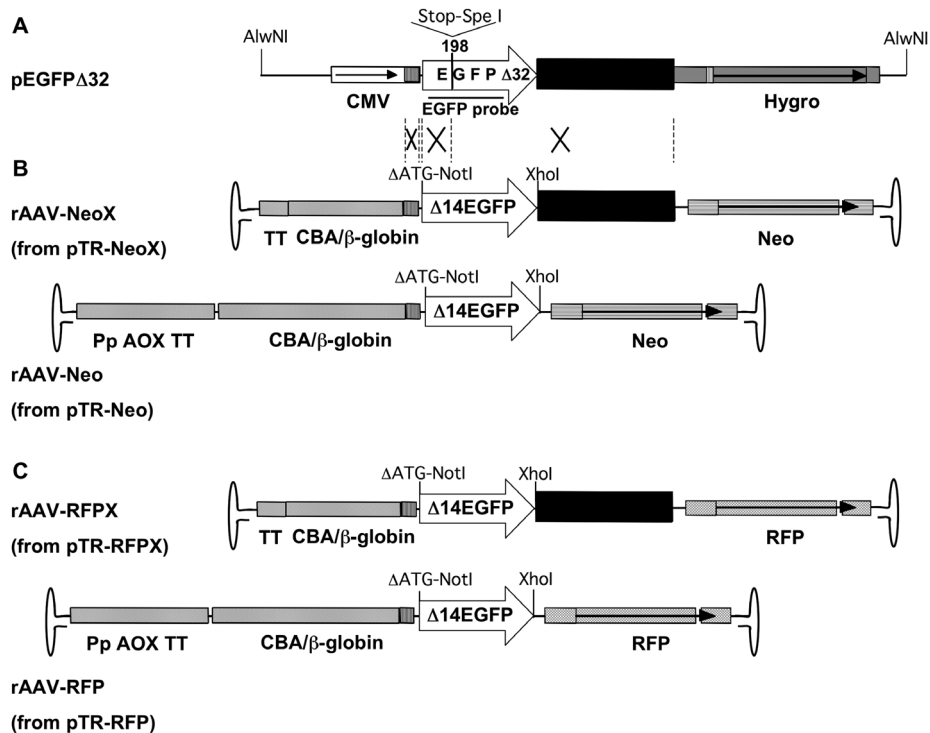 A
Stop-Spe I
AlwNI
198
AlwNI
pEGFPΔ32
E G F P Δ32
CMV
EGFP probe
Hygro
B
ΔATG-NotI
XhoI
rAAV-NeoX
Δ14EGFP
(from pTR-NeoX)
TT
CBA/β-globin
Neo
ΔATG-NotI
XhoI
Δ14EGFP
Pp AOX TT
CBA/β-globin
Neo
rAAV-Neo
(from pTR-Neo)
C
ΔATG-NotI
XhoI
rAAV-RFPX
Δ14EGFP
(from pTR-RFPX)
TT
CBA/β-globin
RFP
ΔATG-NotI
XhoI
Δ14EGFP
Pp AOX TT
CBA/β-globin
RFP
rAAV-RFP
(from pTR-RFP)